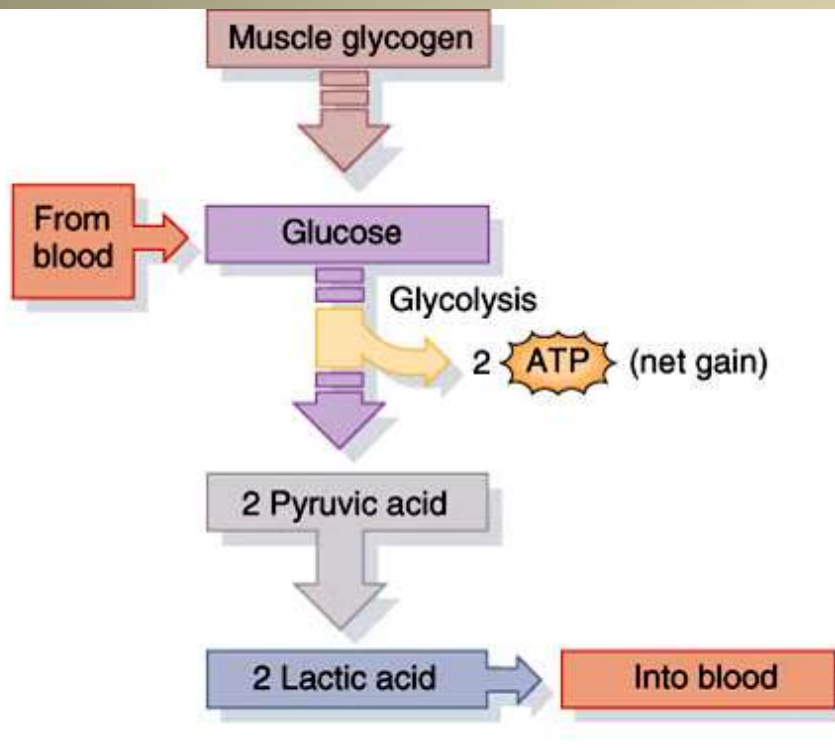 Muscle glycogen
From
blood
Glucose
Glycolysis
2 ATP (net gain)
2 Pyruvic acid
2 Lactic acid
Into blood